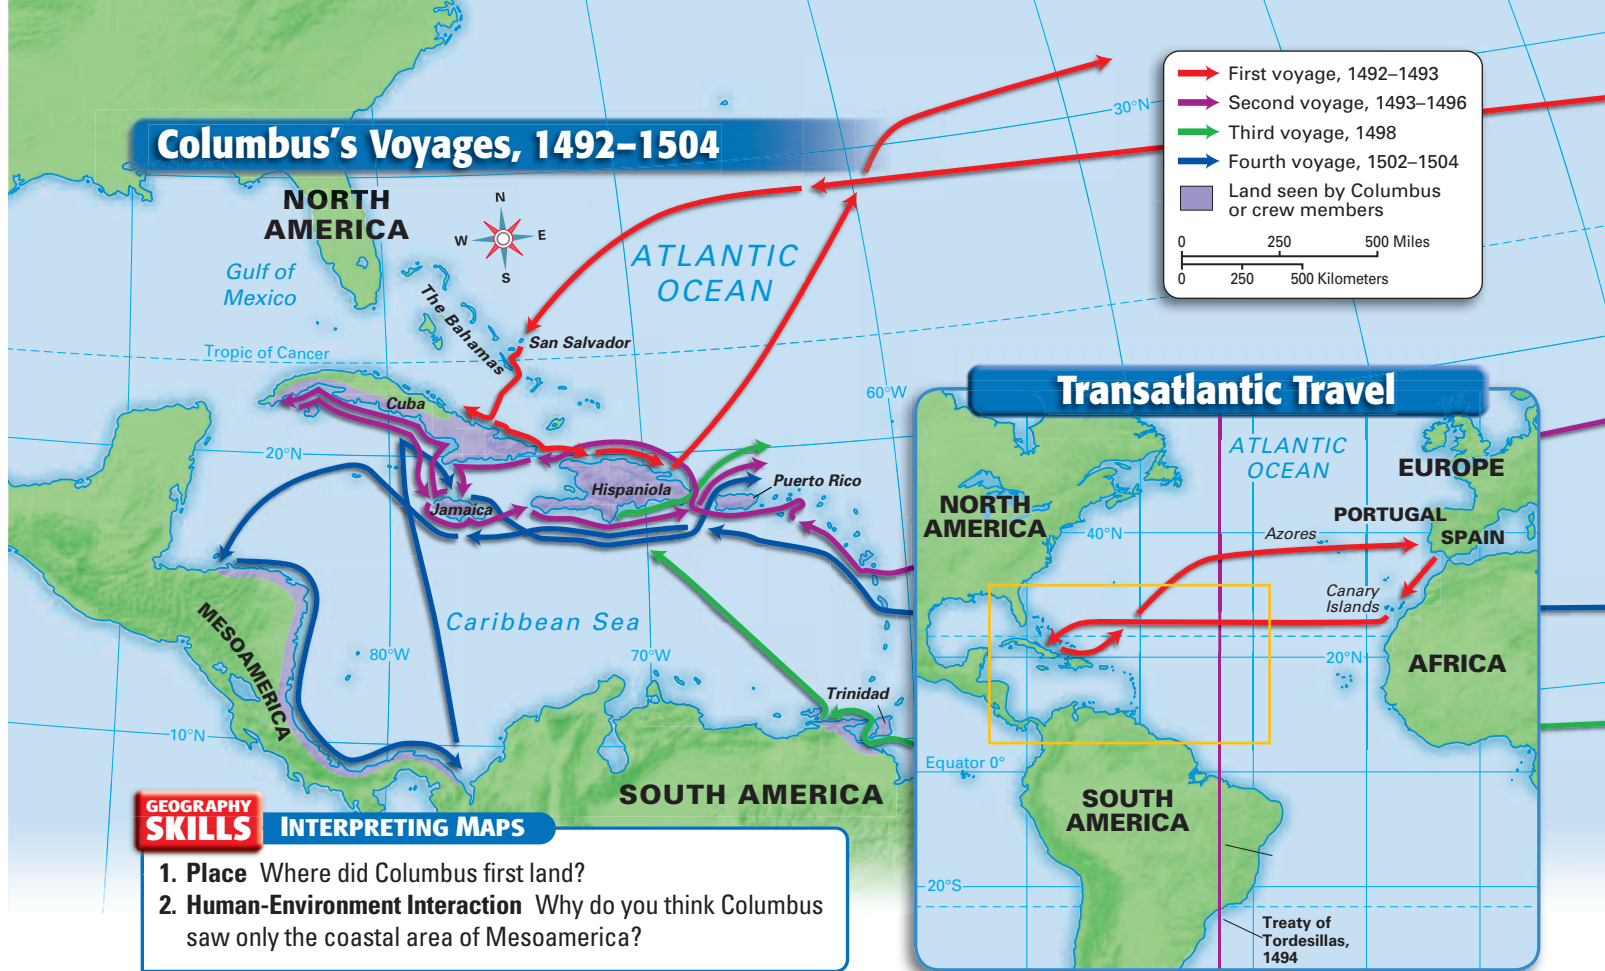 Columbus's Voyages, 1492–1504
First voyage, 1492–1493
Second voyage, 1493–1496
Third voyage, 1498
Fourth voyage, 1502–1504
Land seen by Columbus
or crew members
0 250 500 Miles
0 250 500 Kilometers
30°N
NORTH
AMERICA
N
W E
S
ATLANTIC
OCEAN
Gulf of
Mexico
The Bahamas
San Salvador
Tropic of Cancer
60°W
Cuba
20°N
Hispaniola
Puerto Rico
Jamaica
Caribbean Sea
MESOAMERICA
80°W
70°W
Trinidad
10°N
SOUTH AMERICA
Transatlantic Travel
ATLANTIC
OCEAN
EUROPE
NORTH
AMERICA
PORTUGAL
40°N
Azores
SPAIN
Canary
Islands
20°N
AFRICA
Equator 0°
SOUTH
AMERICA
20°S
Treaty of
Tordesillas,
1494
GEOGRAPHY
SKILLS
INTERPRETING MAPS
1. Place Where did Columbus first land?
2. Human-Environment Interaction Why do you think Columbus
saw only the coastal area of Mesoamerica?